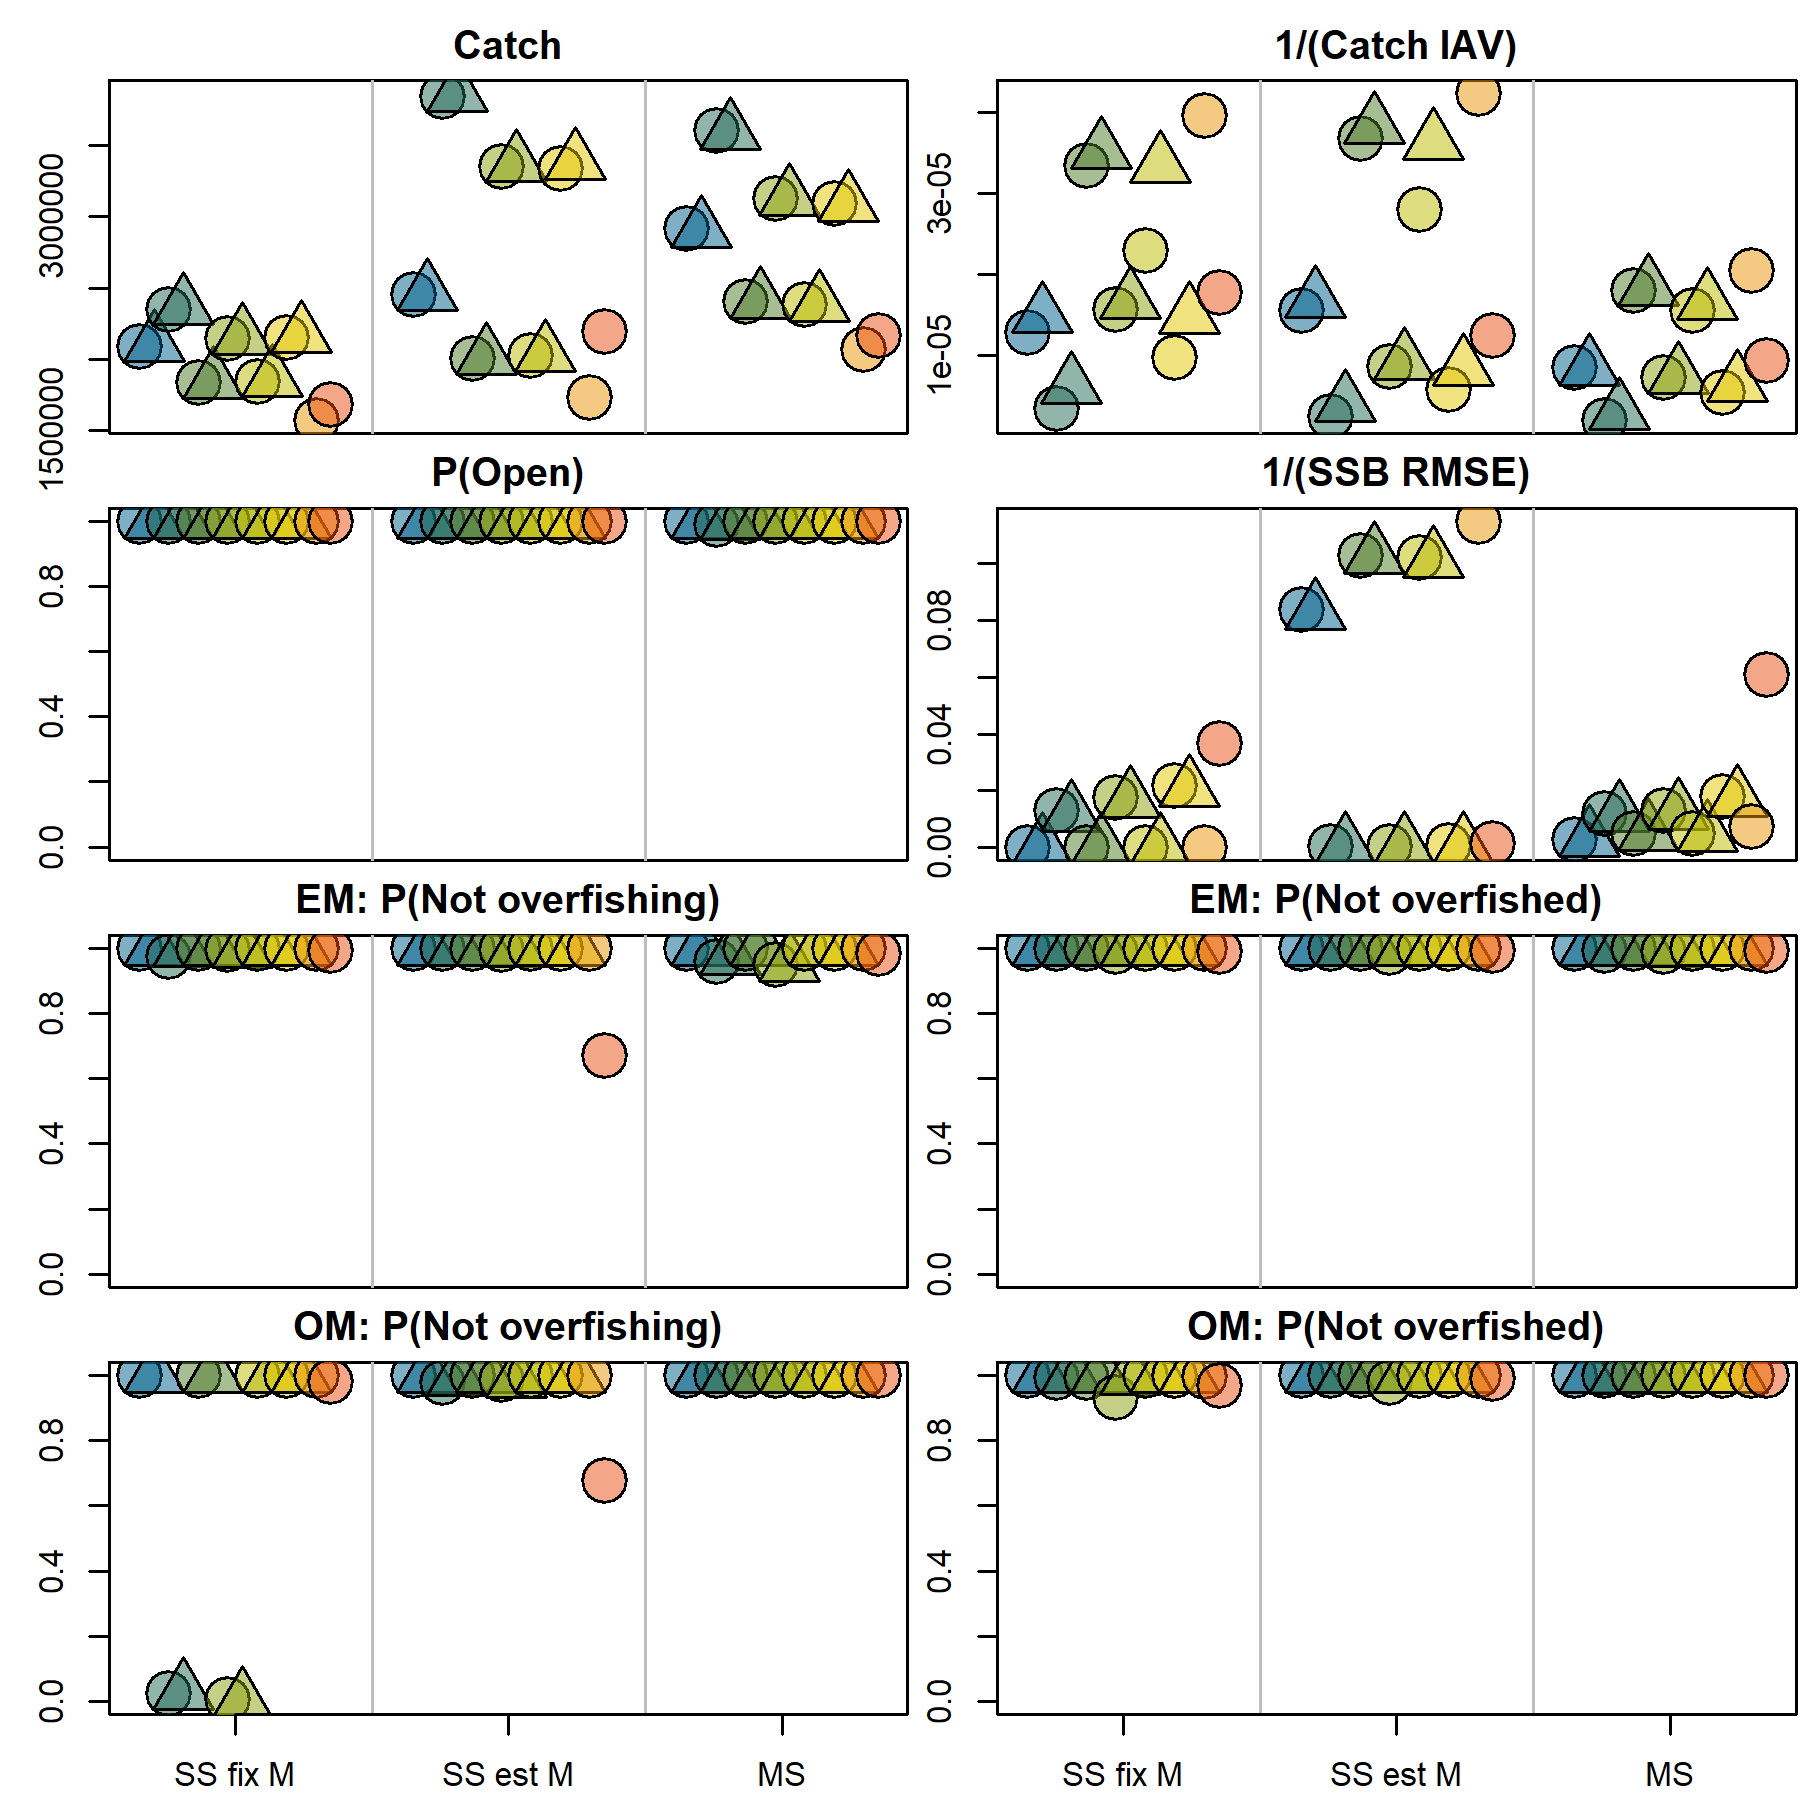 Catch
1/(Catch IAV)
3000000
1500000
3e-05
1e-05
P(Open)
1/(SSB RMSE)
0.8
0.4
0.0
0.08
0.04
0.00
EM: P(Not overfishing)
EM: P(Not overfished)
0.8
0.4
0.0
0.8
0.4
0.0
OM: P(Not overfishing)
OM: P(Not overfished)
0.8
0.4
0.0
0.8
0.4
0.0
SS fix M
SS est M
MS
SS fix M
SS est M
MS